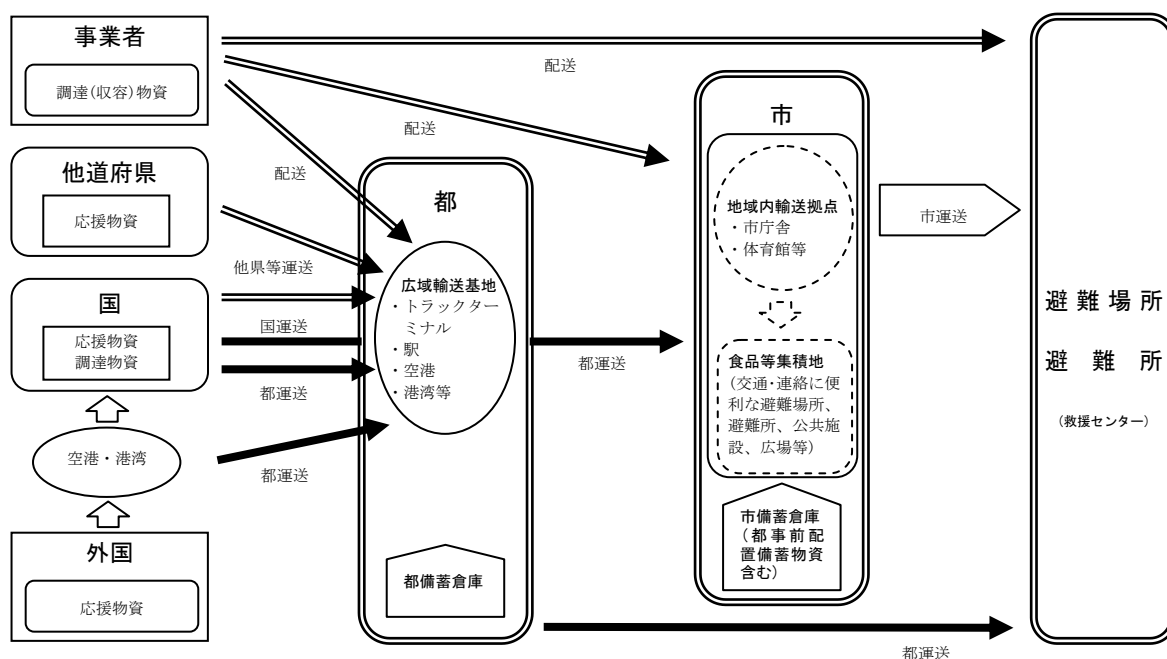 事業者
調達(収容)物資
配送
配送
配送
他道府県
応援物資
他県等運送
国
応援物資
調達物資
国運送
都運送
空港・港湾
都運送
外国
応援物資
都
広域輸送基地
・トラックター
ミナル
・駅
・空港
・港湾等
都備蓄倉庫
都運送
市
地域内輸送拠点
・市庁舎
・体育館等
食品等集積地
(交通・連絡に便
利な避難場所、
避難所、公共施
設、広場等)
市備蓄倉庫
(都事前配
置備蓄物資
含む)
市運送
都運送
避難場所
避難所
(救援センター)